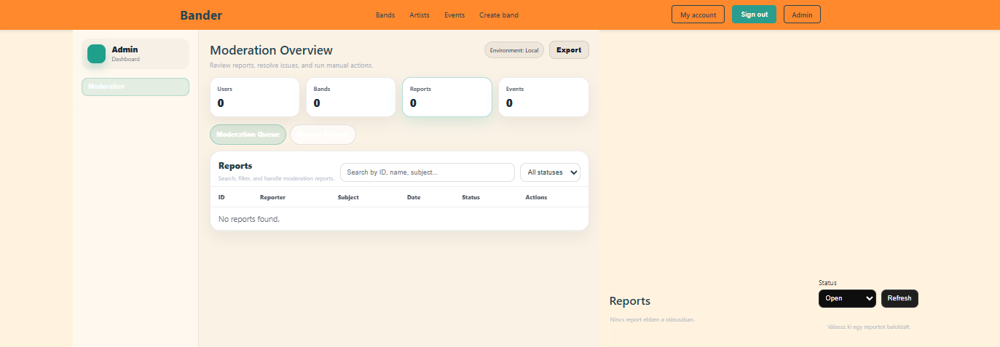 Bander
Bands Artists Events Create band
My account Sign out Admin
Admin
Dashboard
Moderation
Moderation Overview
Review reports, resolve issues, and run manual actions.
Environment: Local
Export
Users
0
Bands
0
Reports
0
Events
0
Moderation Queue
Reports
Search, filter, and handle moderation reports.
Search by ID, name, subject...
All statuses
ID Reporter Subject Date Status Actions
No reports found.
Reports
Nincs report ebben a státuszban.
Status
Open Refresh
Válassz ki egy reportot baloldalt.